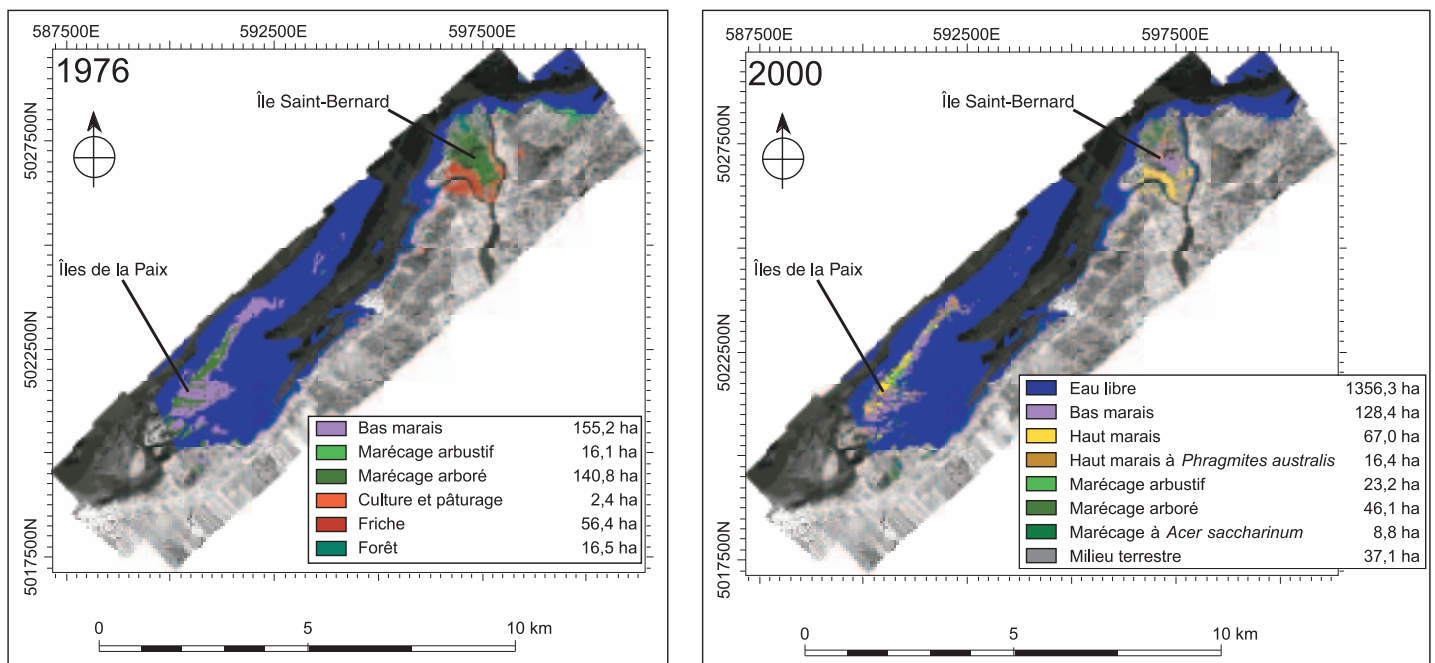 587500E 592500E 597500E
1976
Île Saint-Bernard
5027500N
Îles de la Paix
5022500N
5017500N
Bas marais 155,2 ha
Marécage arbustif 16,1 ha
Marécage arboré 140,8 ha
Culture et pâturage 2,4 ha
Friche 56,4 ha
Forêt 16,5 ha
0 5 10 km
587500E 592500E 597500E
2000
Île Saint-Bernard
5027500N
Îles de la Paix
5022500N
5017500N
Eau libre 1356,3 ha
Bas marais 128,4 ha
Haut marais 67,0 ha
Haut marais à Phragmites australis 16,4 ha
Marécage arbustif 23,2 ha
Marécage arboré 46,1 ha
Marécage à Acer saccharinum 8,8 ha
Milieu terrestre 37,1 ha
0 5 10 km